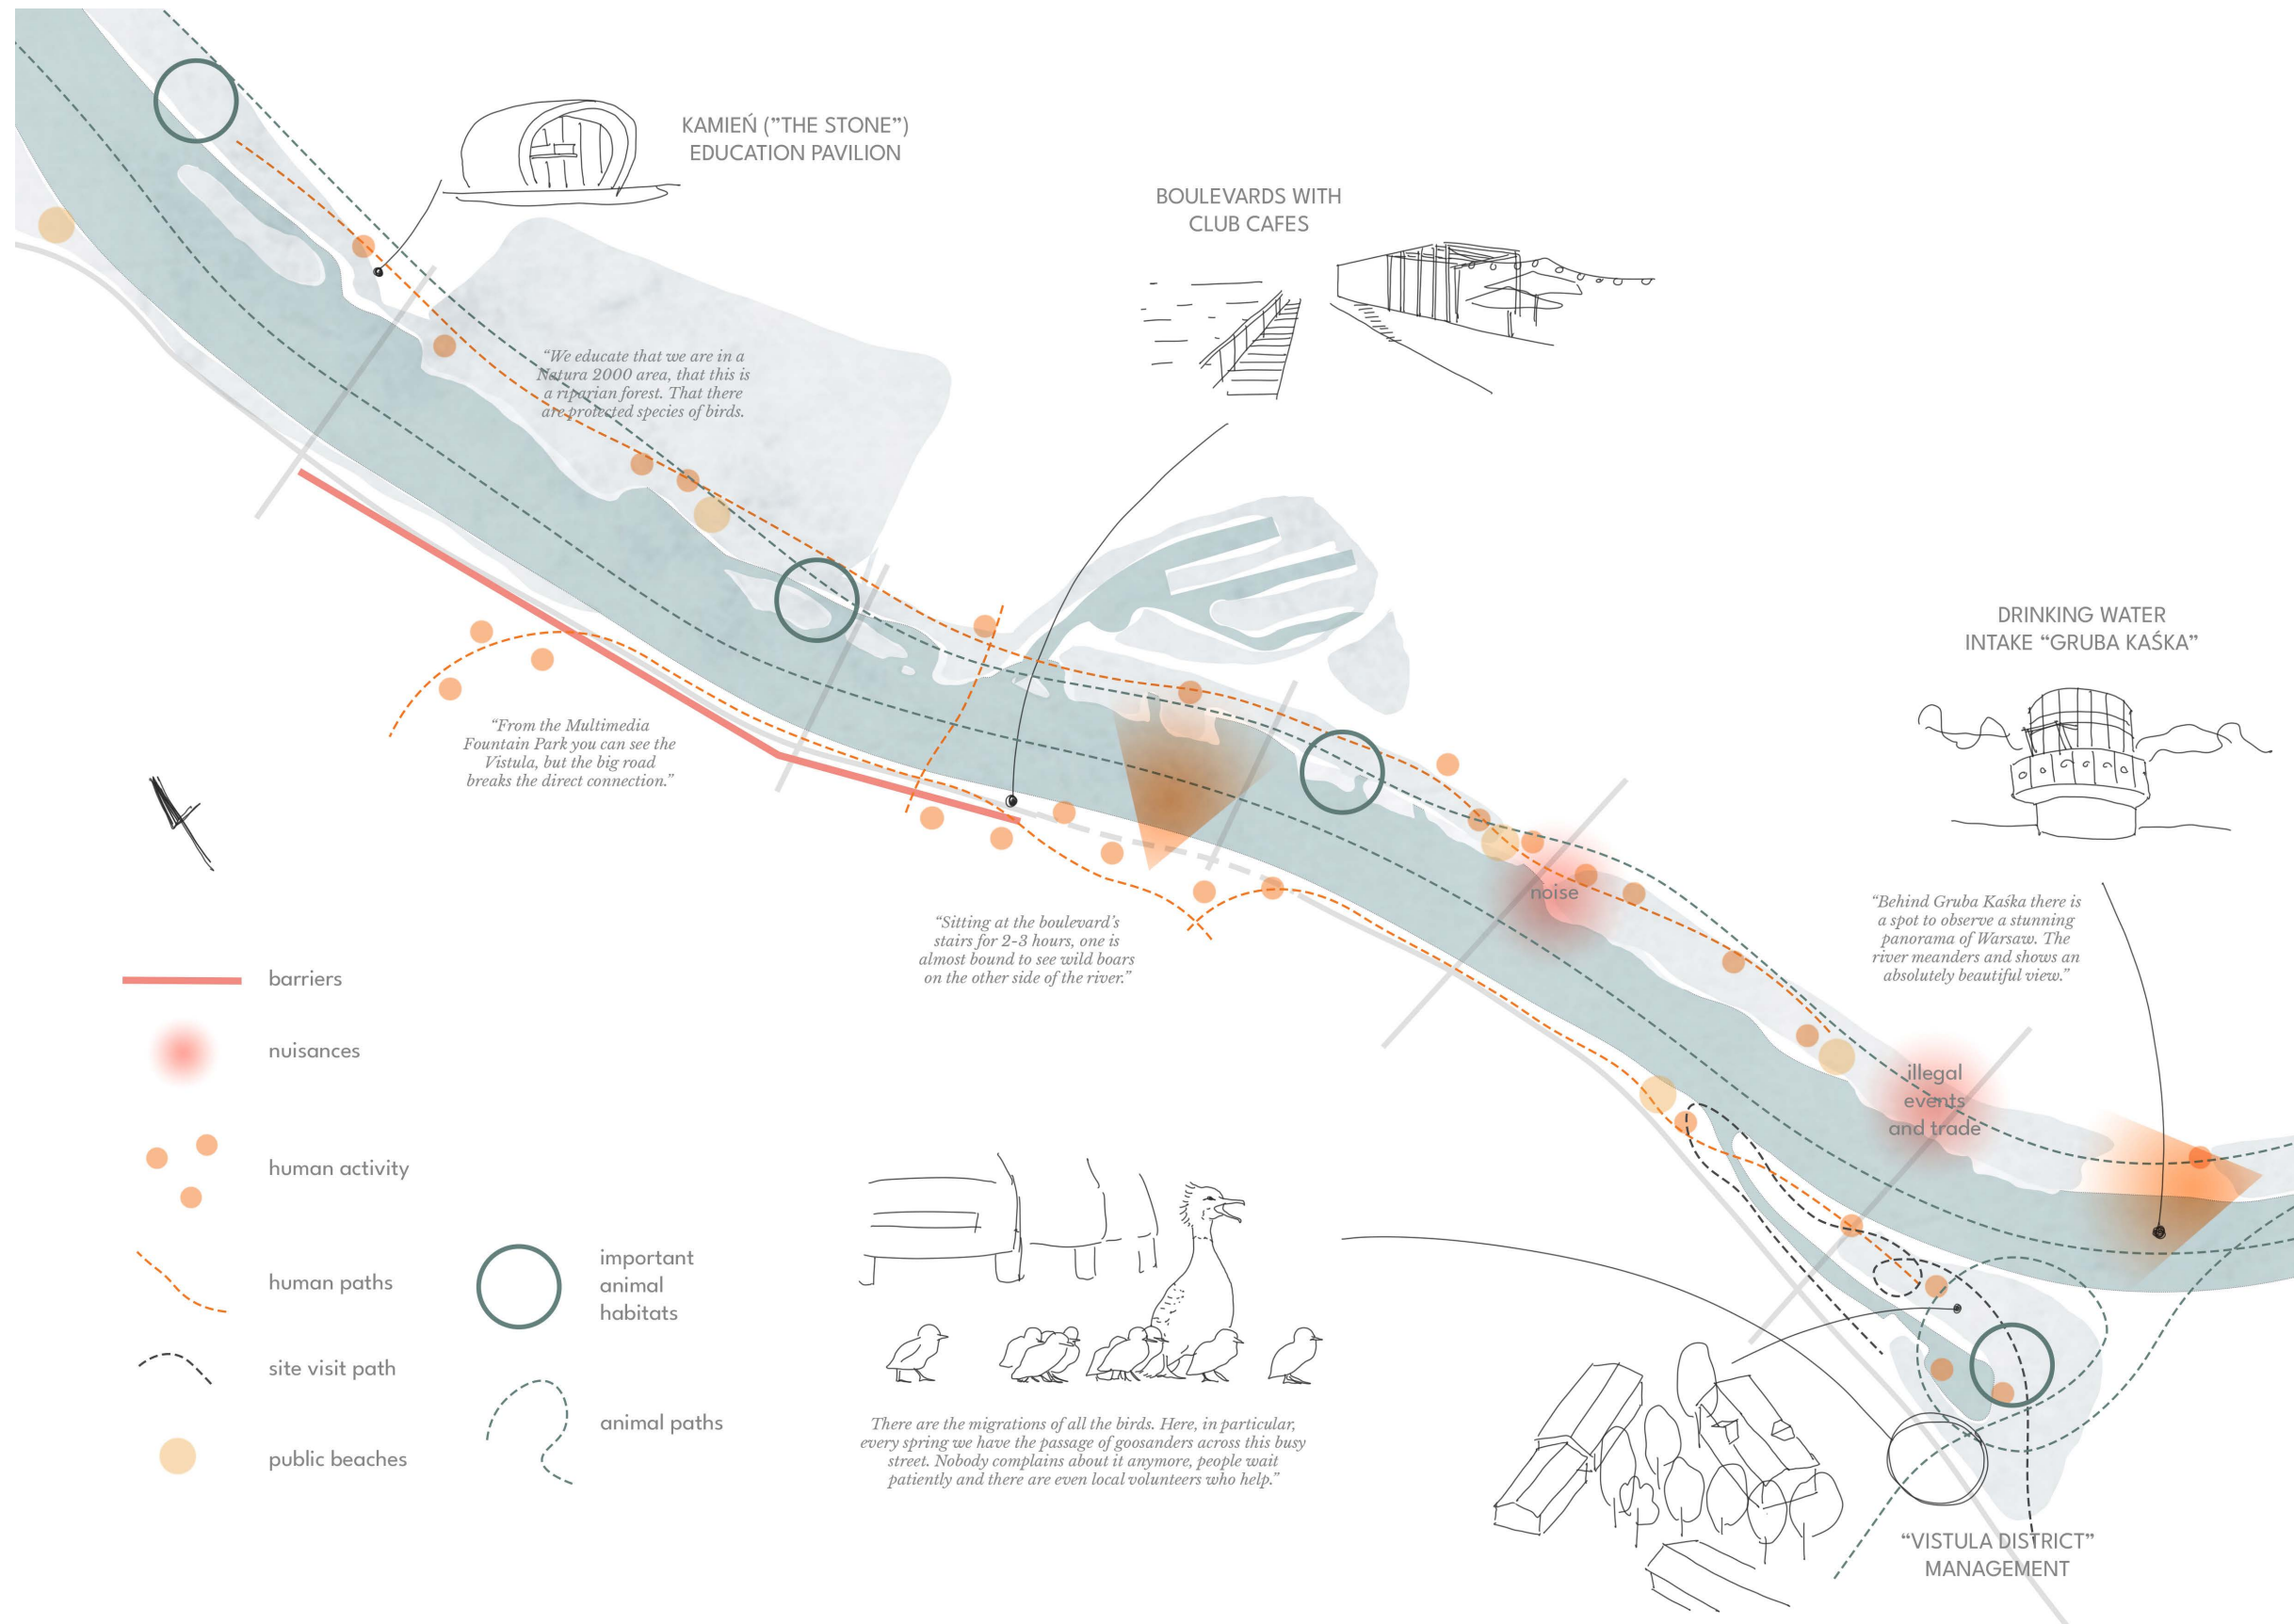 KAMIEŃ (”THE STONE”)
EDUCATION PAVILION
BOULEVARDS WITH
CLUB CAFES
“We educate that we are in a
Natura 2000 area, that this is
a riparian forest. That there
are protected species of birds.
DRINKING WATER
INTAKE “GRUBA KAŚKA”
“From the Multimedia
Fountain Park you can see the
Vistula, but the big road
breaks the direct connection.”
noise
“Behind Gruba Kaśka there is
a spot to observe a stunning
panorama of Warsaw. The
river meanders and shows an
absolutely beautiful view.”
“Sitting at the boulevard’s
stairs for 2-3 hours, one is
almost bound to see wild boars
on the other side of the river.”
illegal
events
and trade
barriers
nuisances
human activity
human paths
site visit path
public beaches
important
animal
habitats
animal paths
There are the migrations of all the birds. Here, in particular,
every spring we have the passage of goosanders across this busy
street. Nobody complains about it anymore, people wait
patiently and there are even local volunteers who help.”
“VISTULA DISTRICT”
MANAGEMENT